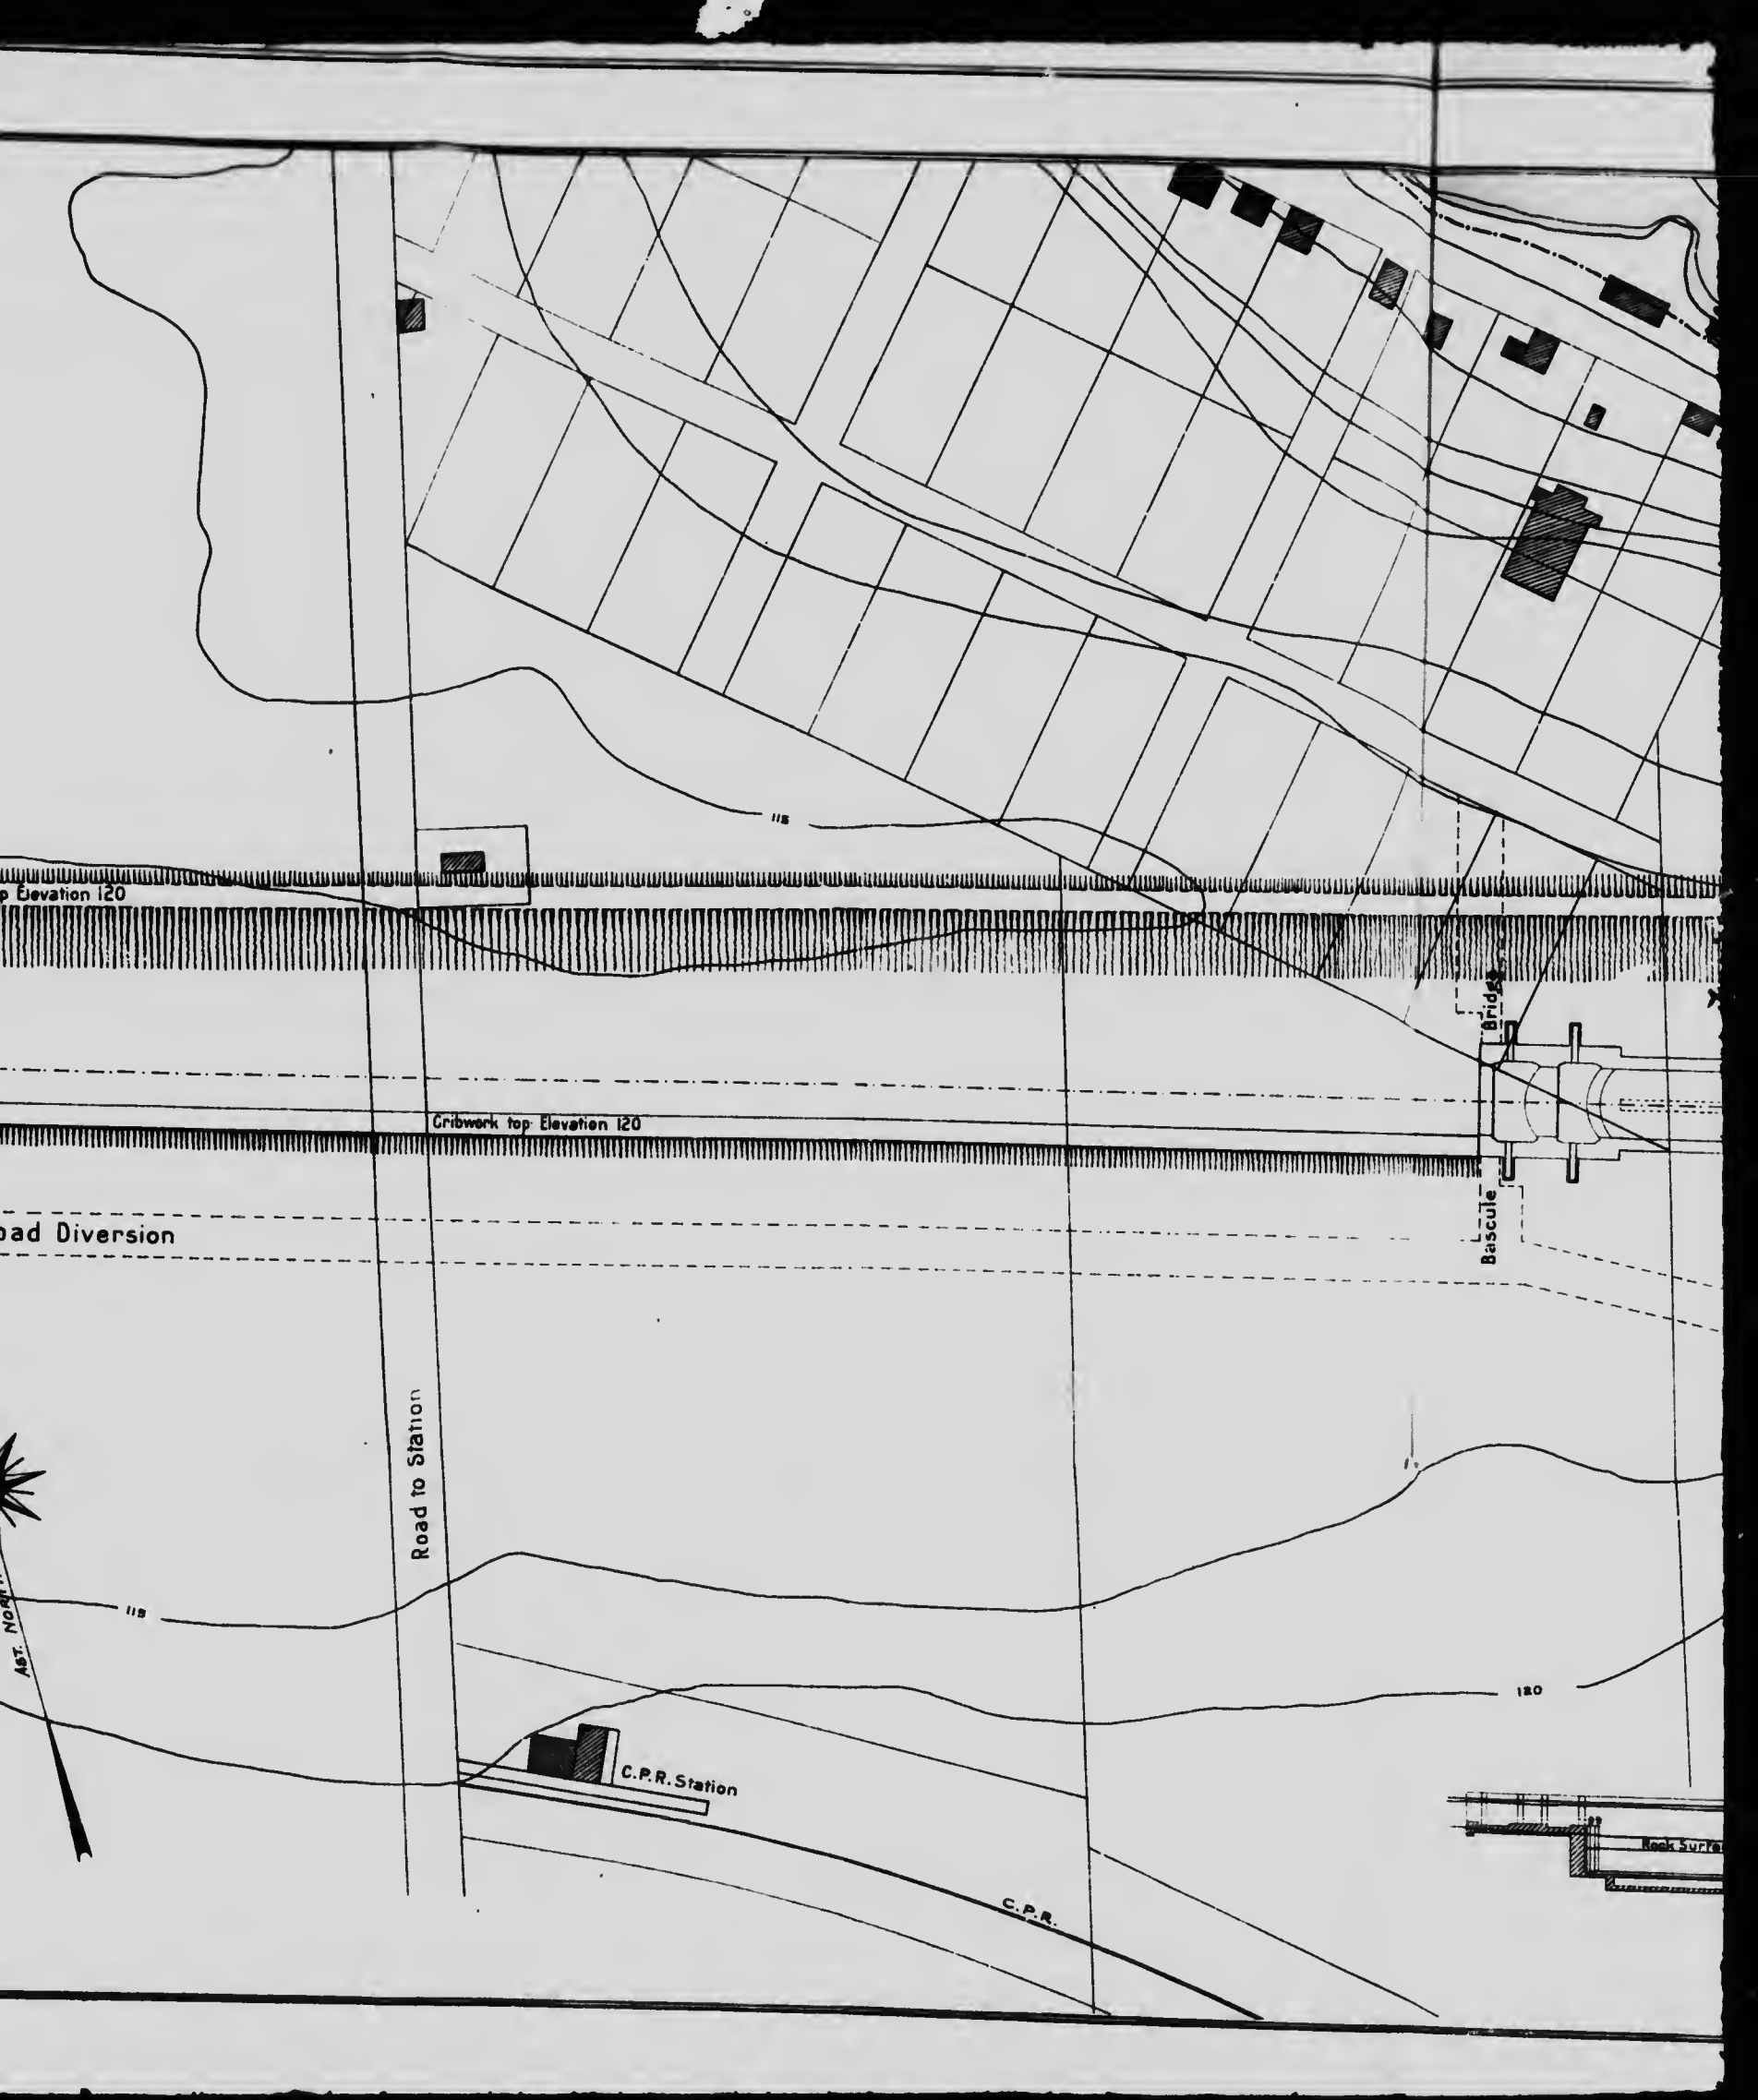 115
p Elevation 120
Bridge
Cribwork top Elevation 120
oad Diversion
Bascule
Road to Station
115
AST. NOR
120
C.P.R. Station
Rock Surfa
C.P.R.